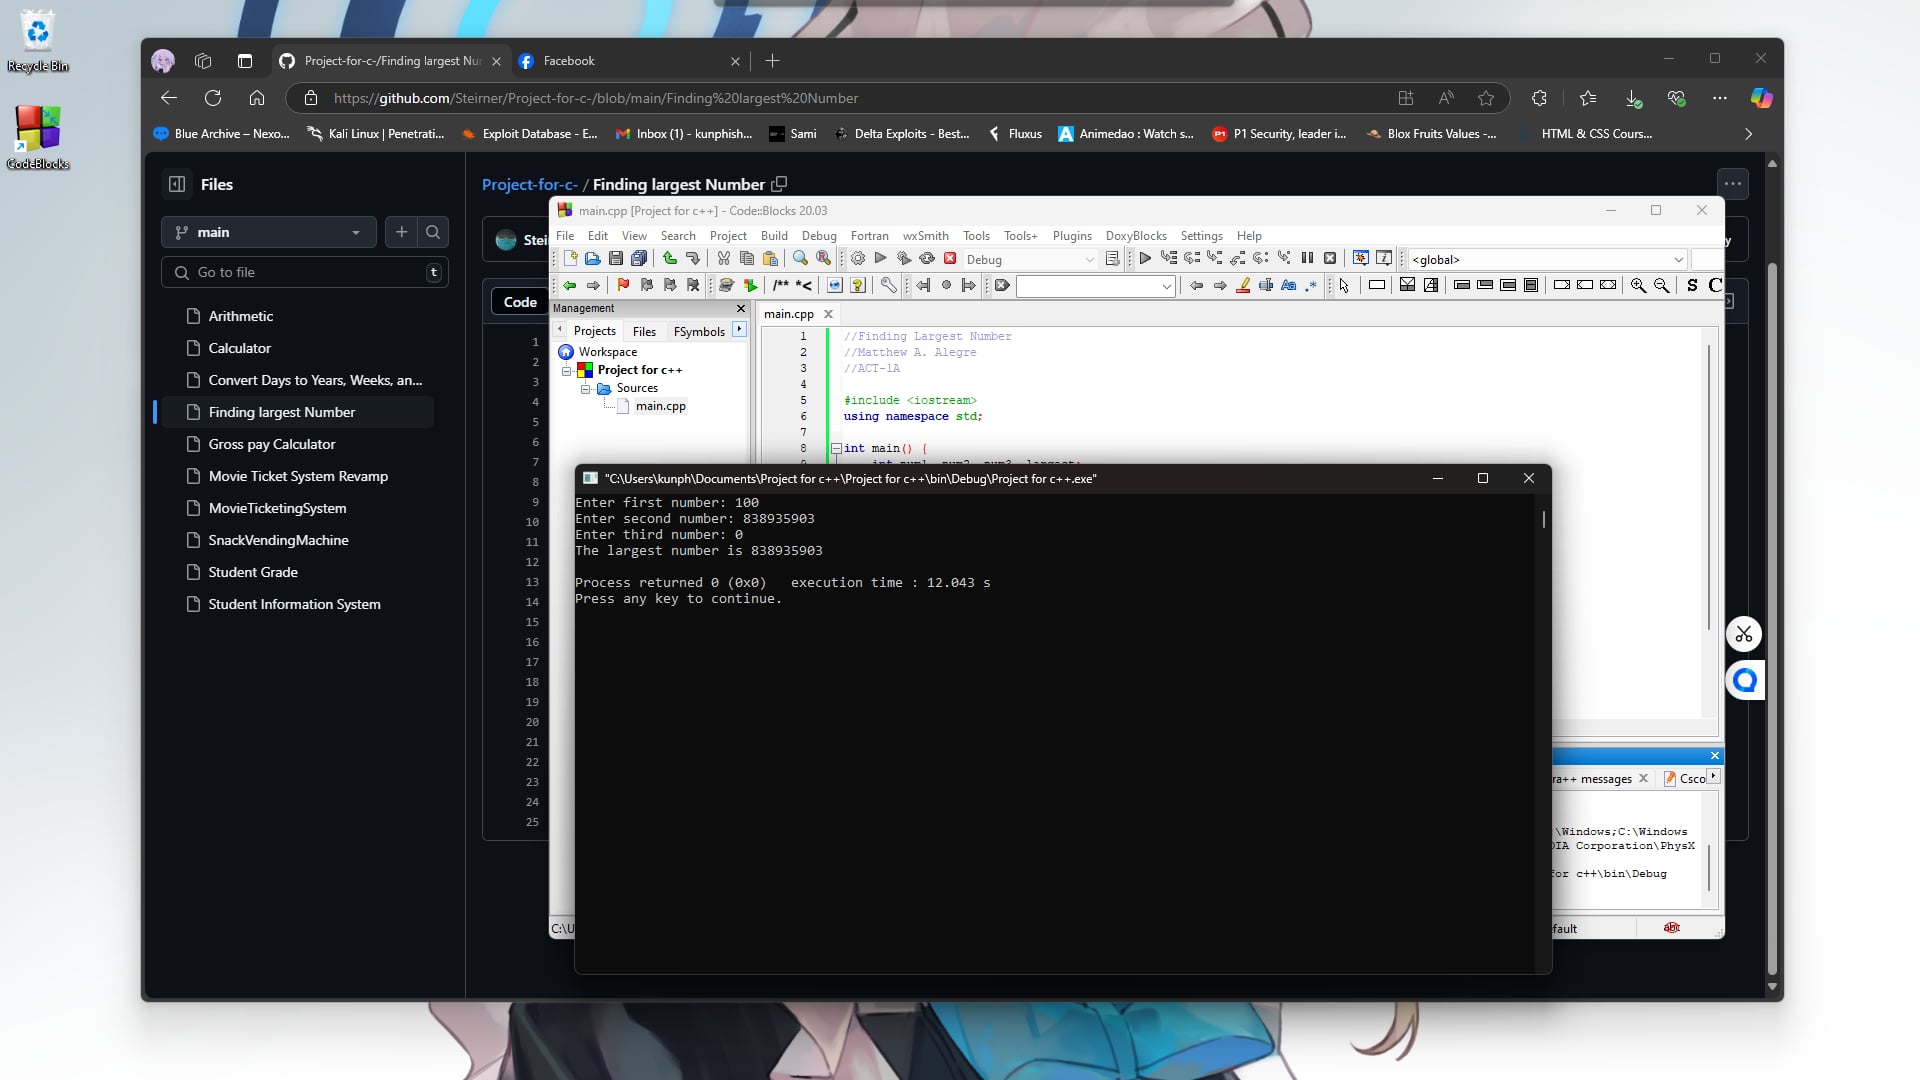 Recycle Bin
CodeBlocks
Project-for-c-/Finding largest Nur
Facebook
https://github.com/Steirner/Project-for-c-/blob/main/Finding%20largest%20Number
Blue Archive – Nexo...
Kali Linux | Penetrati...
Exploit Database - E...
Inbox (1) - kunphish...
Sami
Delta Exploits - Best...
Fluxus
Animedao : Watch s...
P1 Security, leader i...
Blox Fruits Values -...
HTML & CSS Cours...
Files
main
Go to file
t
Arithmetic
Calculator
Convert Days to Years, Weeks, an...
Finding largest Number
Gross pay Calculator
Movie Ticket System Revamp
MovieTicketingSystem
SnackVendingMachine
Student Grade
Student Information System
Project-for-c- / Finding largest Number
Stei
y
Code
1
2
3
4
5
6
7
8
9
10
11
12
13
14
15
16
17
18
19
20
21
22
23
24
25
main.cpp [Project for c++] - Code::Blocks 20.03
File Edit View Search Project Build Debug Fortran wxSmith Tools Tools+ Plugins DoxyBlocks Settings Help
Debug
<global>
/** *<
S C
Management
Projects Files FSymbols
Workspace
Project for c++
Sources
main.cpp
main.cpp
1 //Finding Largest Number
2 //Matthew A. Alegre
3 //ACT-1A
4
5 #include <iostream>
6 using namespace std;
7
8 int main() {
int num1, num2, num3, largest;
"C:\Users\kunph\Documents\Project for c++\Project for c++\bin\Debug\Project for c++.exe"
Enter first number: 100
Enter second number: 838935903
Enter third number: 0
The largest number is 838935903
Process returned 0 (0x0)   execution time : 12.043 s
Press any key to continue.
ra++ messages
Csco
:\Windows;C:\Windows
DIA Corporation\PhysX
for c++\bin\Debug
C:\U
fault
abc